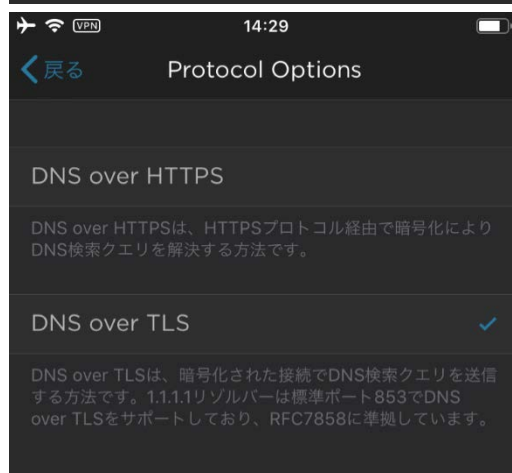 VPN 14:29
戻る Protocol Options
DNS over HTTPS
DNS over HTTPSは、HTTPSプロトコル経由で暗号化により
DNS検索クエリを解決する方法です。
DNS over TLS
DNS over TLSは、暗号化された接続でDNS検索クエリを送信
する方法です。1.1.1.1リゾルバーは標準ポート853でDNS
over TLSをサポートしており、RFC7858に準拠しています。